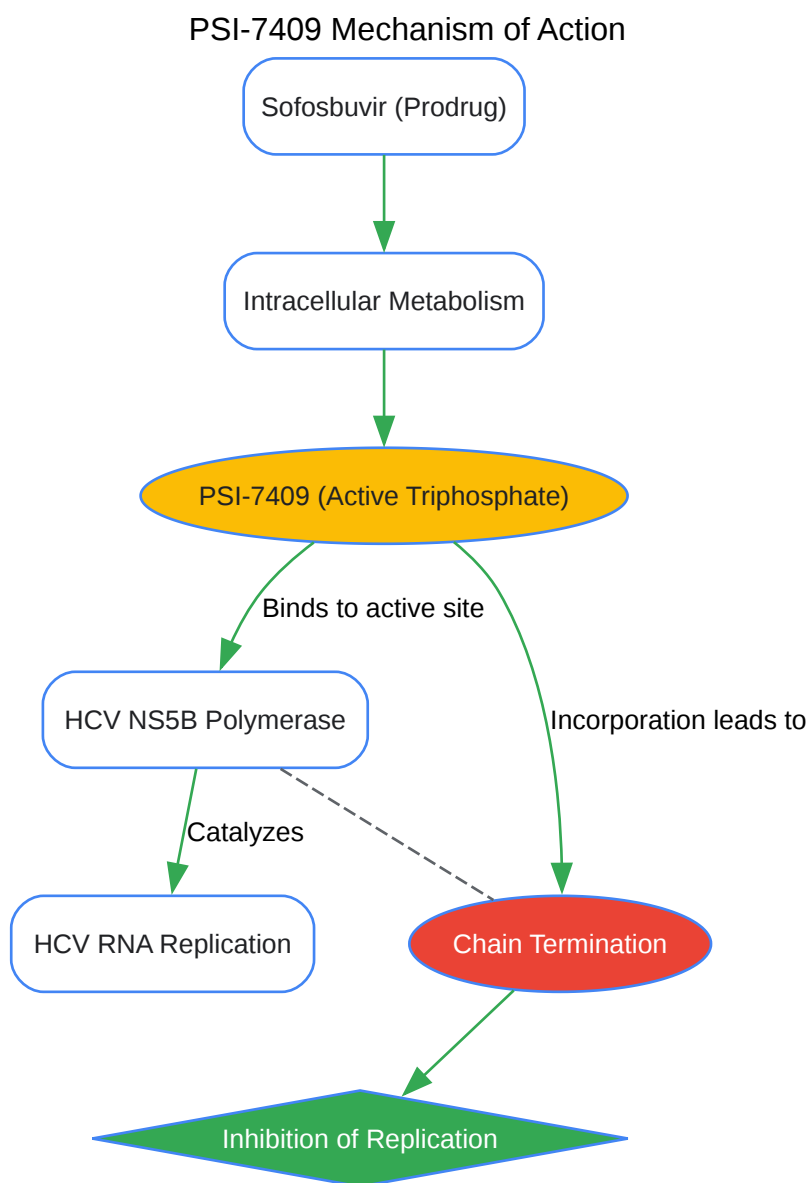 PSI-7409 Mechanism of Action
Sofosbuvir (Prodrug)
Intracellular Metabolism
PSI-7409 (Active Triphosphate)
Binds to active site
HCV NS5B Polymerase
Incorporation leads to
Catalyzes
HCV RNA Replication
Chain Termination
Inhibition of Replication